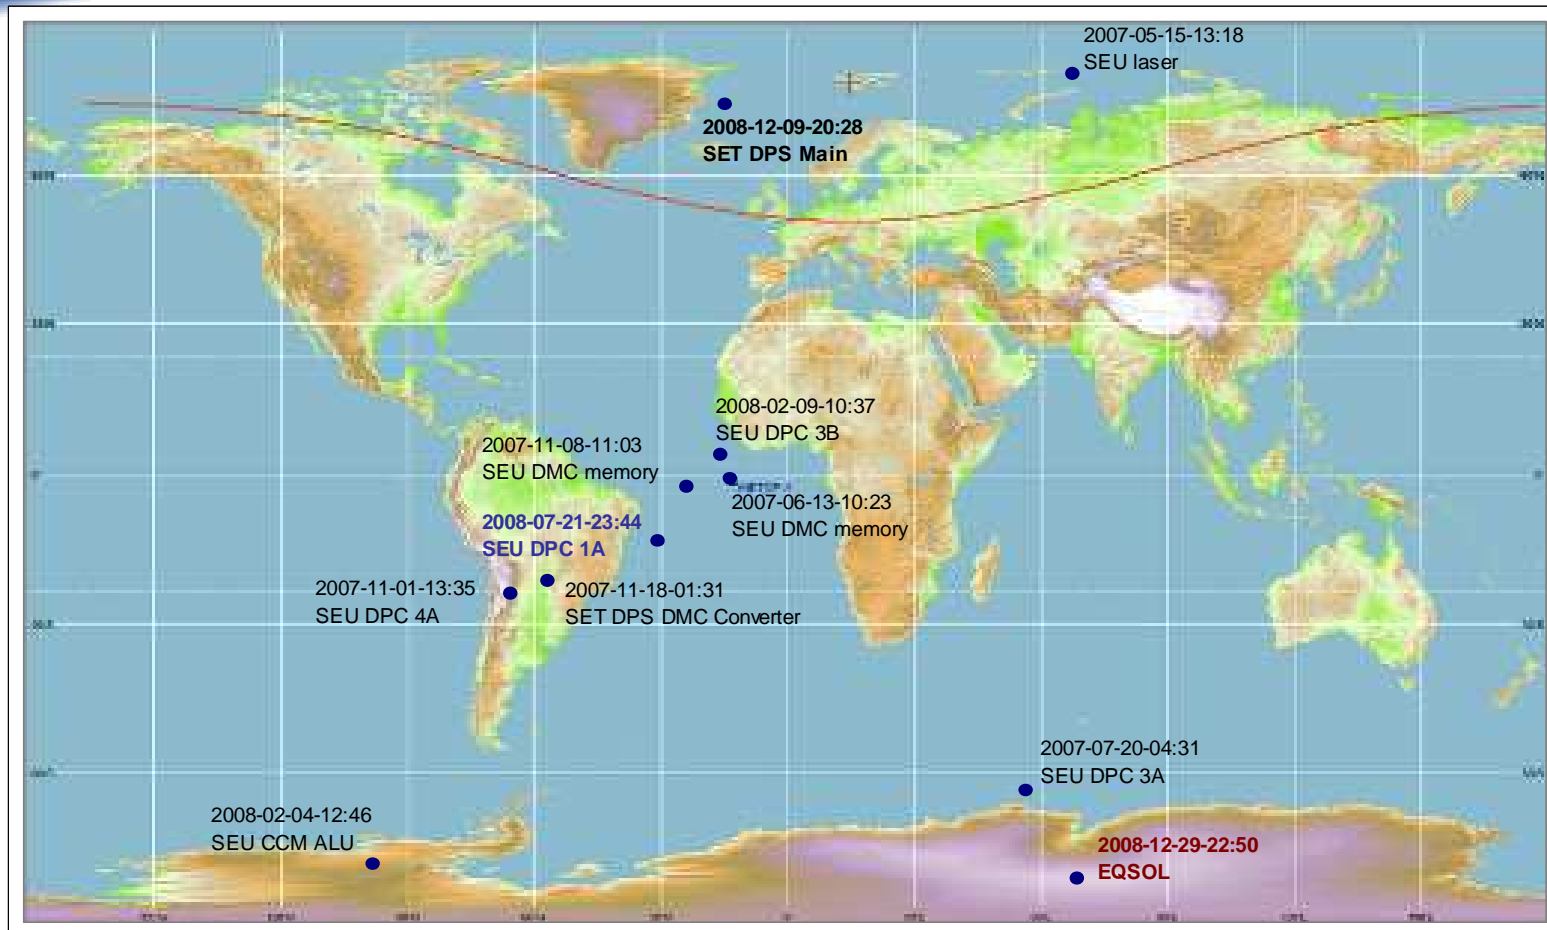 2007-05-15-13:18
SEU laser
2008-12-09-20:28
SET DPS Main
2008-02-09-10:37
SEU DPC 3B
2007-11-08-11:03
SEU DMC memory
2007-06-13-10:23
SEU DMC memory
2008-07-21-23:44
SEU DPC 1A
2007-11-01-13:35
SEU DPC 4A
2007-11-18-01:31
SET DPS DMC Converter
2007-07-20-04:31
SEU DPC 3A
2008-02-04-12:46
SEU CCM ALU
2008-12-29-22:50
EQSOL